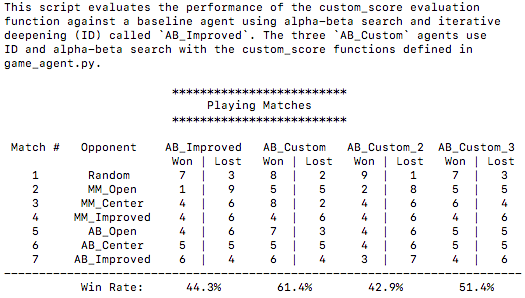 This script evaluates the performance of the custom_score evaluation
function against a baseline agent using alpha-beta search and iterative
deepening (ID) called `AB_Improved`. The three `AB_Custom` agents use
ID and alpha-beta search with the custom_score functions defined in
game_agent.py.
*************************
Playing Matches
*************************
Match # Opponent AB_Improved AB_Custom AB_Custom_2 AB_Custom_3
Won | Lost Won | Lost Won | Lost Won | Lost
1 Random 7 | 3 8 | 2 9 | 1 7 | 3
2 MM_Open 1 | 9 5 | 5 2 | 8 5 | 5
3 MM_Center 4 | 6 8 | 2 4 | 6 6 | 4
4 MM_Improved 4 | 6 4 | 6 4 | 6 4 | 6
5 AB_Open 4 | 6 7 | 3 4 | 6 5 | 5
6 AB_Center 5 | 5 5 | 5 4 | 6 5 | 5
7 AB_Improved 6 | 4 6 | 4 3 | 7 4 | 6
--------------------------------------------------------------------------
Win Rate: 44.3% 61.4% 42.9% 51.4%